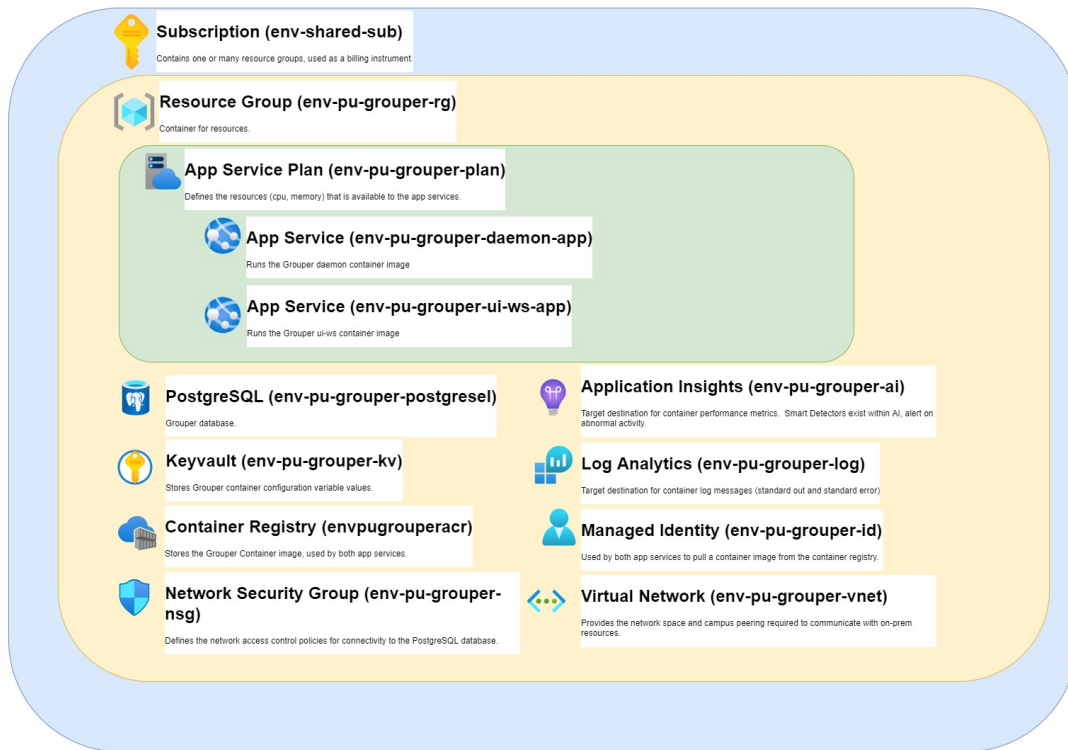 Subscription (env-shared-sub)
Contains one or many resource groups, used as a billing instrument.
Resource Group (env-pu-grouper-rg)
Container for resources.
App Service Plan (env-pu-grouper-plan)
Defines the resources (cpu, memory) that is available to the app services.
App Service (env-pu-grouper-daemon-app)
Runs the Grouper daemon container image
App Service (env-pu-grouper-ui-ws-app)
Runs the Grouper ui-ws container image
PostgreSQL (env-pu-grouper-postgresel)
Grouper database.
Keyvault (env-pu-grouper-kv)
Stores Grouper container configuration variable values.
Container Registry (envpugrouperacr)
Stores the Grouper Container image, used by both app services.
Network Security Group (env-pu-grouper-
nsg)
Defines the network access control policies for connectivity to the PostgreSQL database.
Application Insights (env-pu-grouper-ai)
Target destination for container performance metrics.  Smart Detectors exist within AI, alert on
abnormal activity.
Log Analytics (env-pu-grouper-log)
Target destination for container log messages (standard out and standard error)
Managed Identity (env-pu-grouper-id)
Used by both app services to pull a container image from the container registry.
Virtual Network (env-pu-grouper-vnet)
Provides the network space and campus peering required to communicate with on-prem
resources.